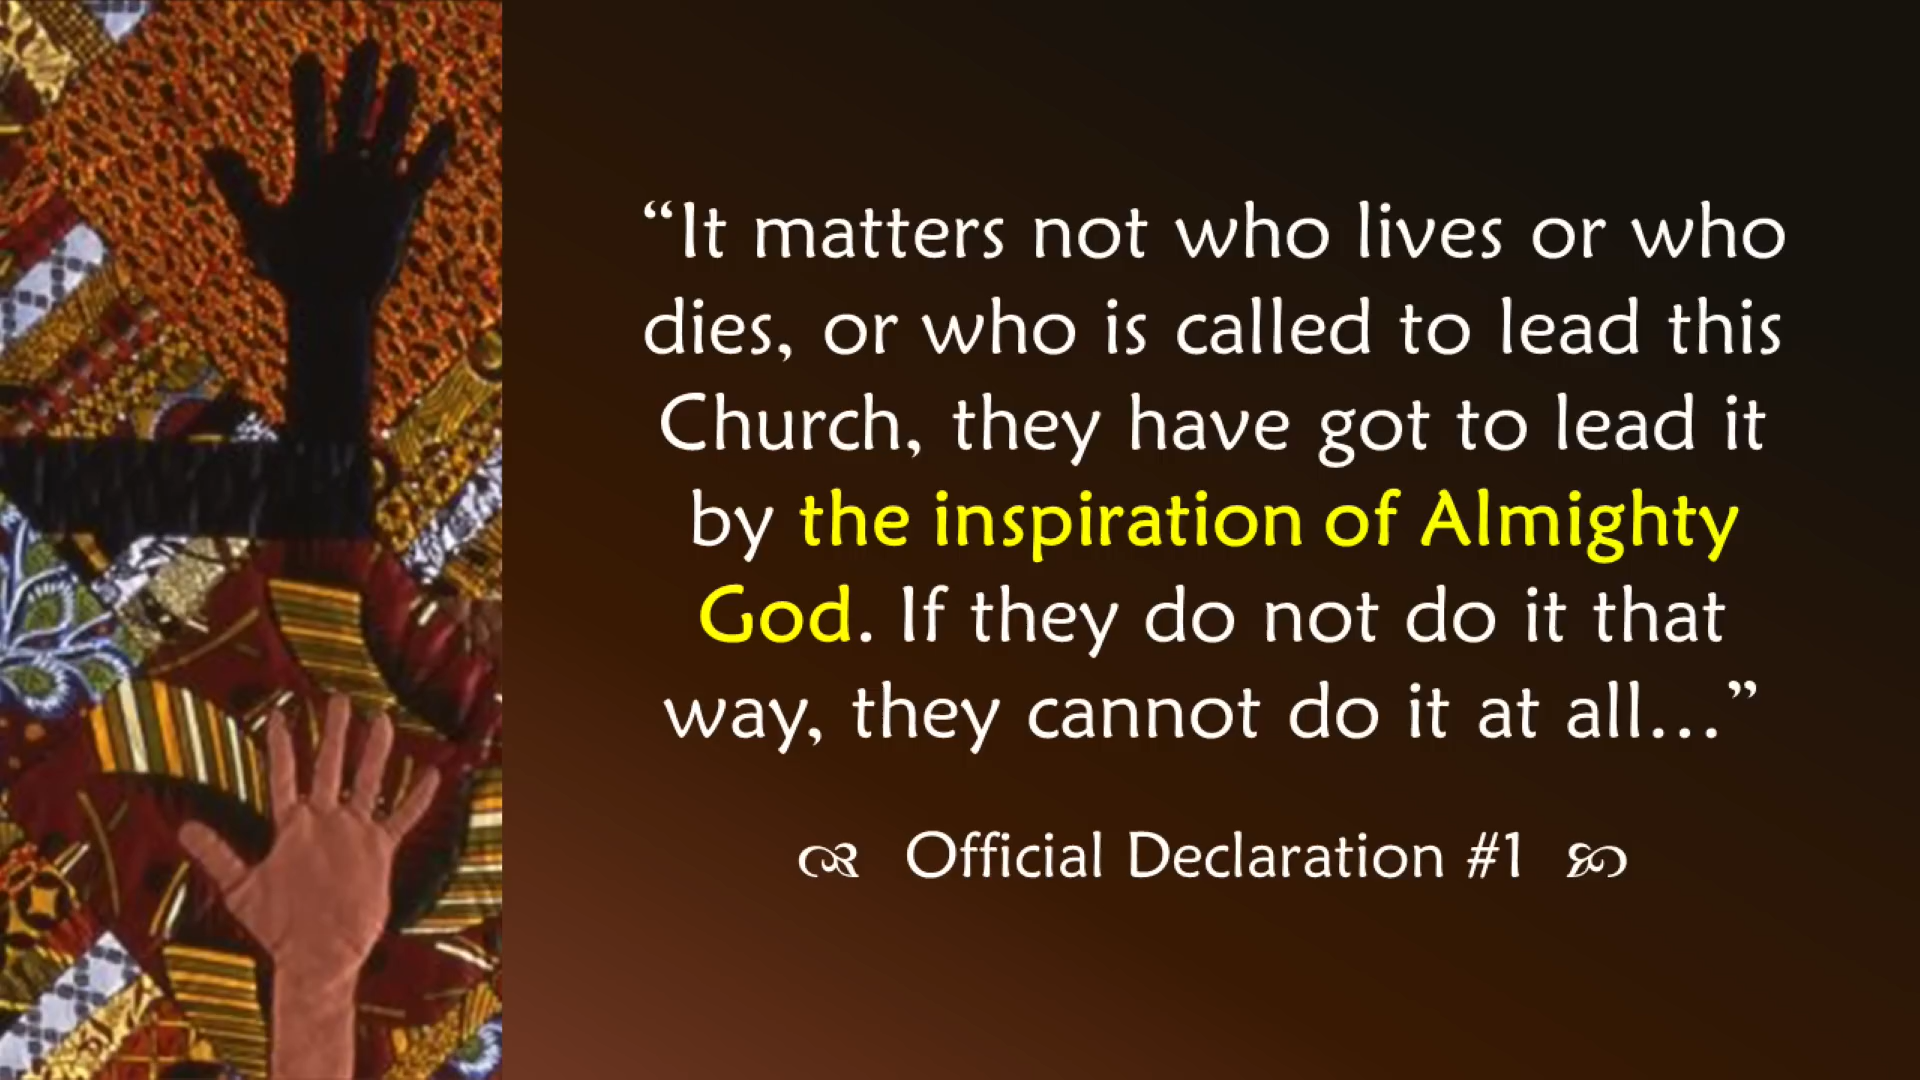 “It matters not who lives or who
dies, or who is called to lead this
Church, they have got to lead it
by the inspiration of Almighty
God. If they do not do it that
way, they cannot do it at all…”
Official Declaration #1